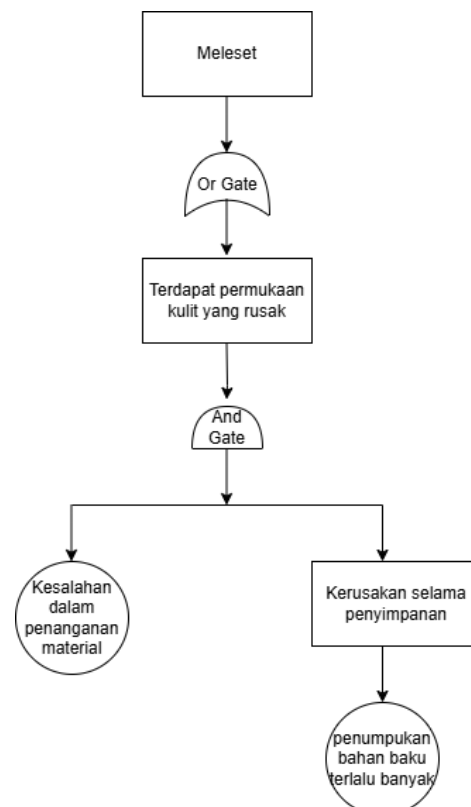 Meleset
Or Gate
Terdapat permukaan
kulit yang rusak
And
Gate
Kesalahan
dalam
penanganan
material
Kerusakan selama
penyimpanan
penumpukan
bahan baku
terlalu banyak